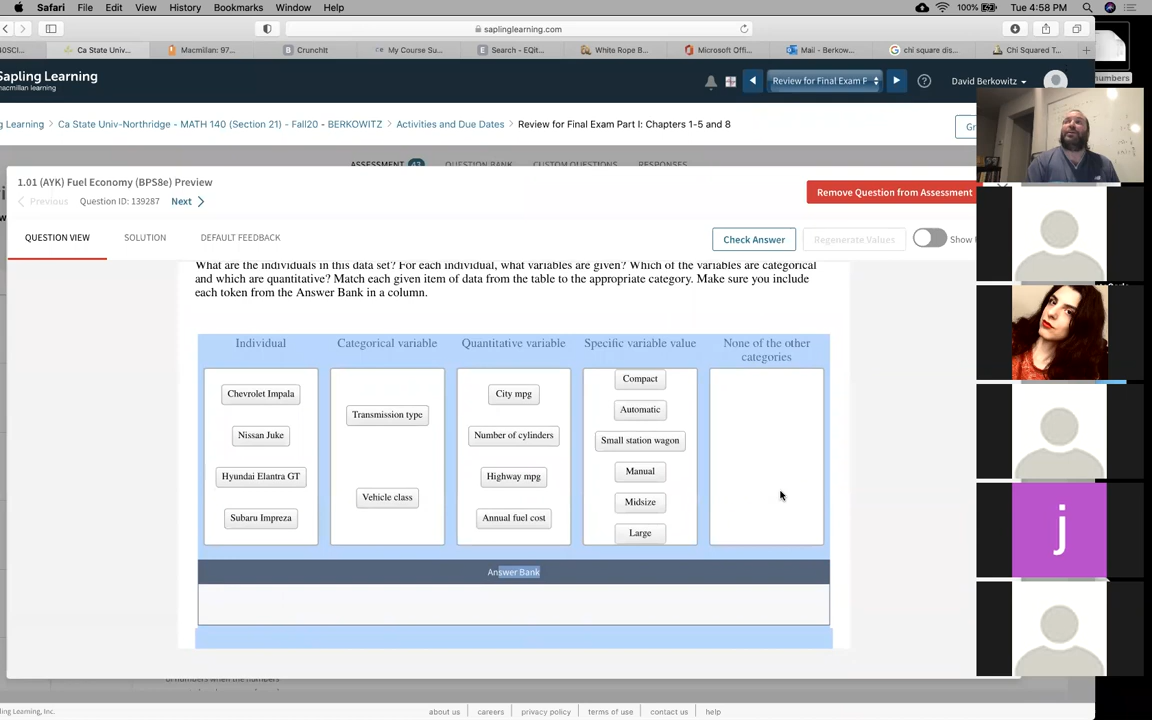 Safari File Edit View History Bookmarks Window Help 100% Tue 4:58 PM
saplinglearning.com
Ca State Univ... Macmillan: 97... CrunchIt My Course Su... Search - EQit... White Rope B... Microsoft Offi... Mail - Berkow... chi square dis... Chi Squared T...
Sapling Learning
macmillan learning
Review for Final Exam P
David Berkowitz
numbers
Ca State Univ-Northridge - MATH 140 (Section 21) - Fall20 - BERKOWITZ > Activities and Due Dates > Review for Final Exam Part I: Chapters 1-5 and 8
ASSESSMENT QUESTION BANK CUSTOM QUESTIONS RESPONSES
1.01 (AYK) Fuel Economy (BPS8e) Preview
Previous Question ID: 139287 Next
Remove Question from Assessment
QUESTION VIEW SOLUTION DEFAULT FEEDBACK
Check Answer Regenerate Values Show
What are the individuals in this data set? For each individual, what variables are given? Which of the variables are categorical
and which are quantitative? Match each given item of data from the table to the appropriate category. Make sure you include
each token from the Answer Bank in a column.
Individual
Chevrolet Impala
Nissan Juke
Hyundai Elantra GT
Subaru Impreza
Categorical variable
Transmission type
Vehicle class
Quantitative variable
City mpg
Number of cylinders
Highway mpg
Annual fuel cost
Specific variable value
Compact
Automatic
Small station wagon
Manual
Midsize
Large
None of the other
categories
Answer Bank
j
about us careers privacy policy terms of use contact us help